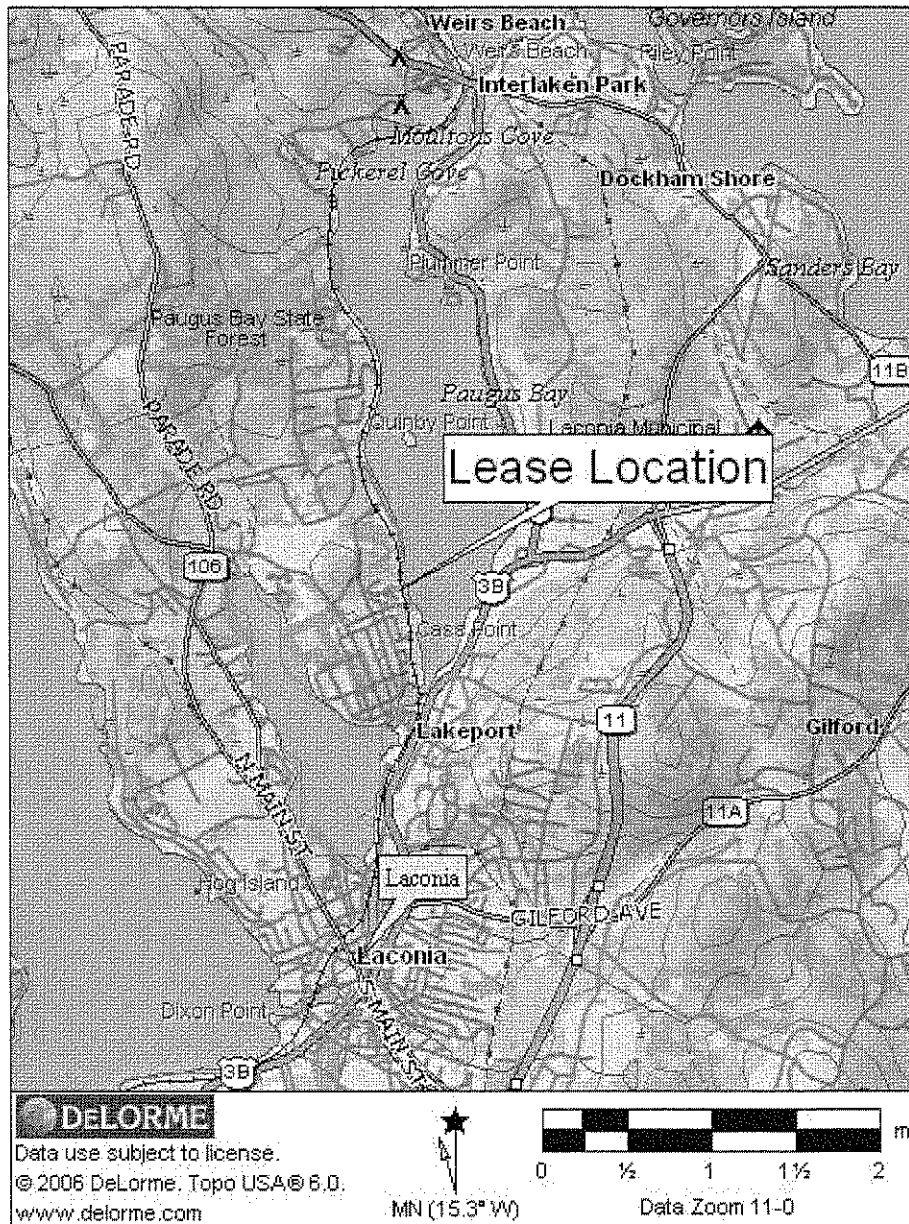 Weirs Beach
Governors Island
Weirs Beach
Riley Point
Interlaken Park
PARADE RD
Moultons Cove
Pickerel Cove
Dockham Shore
Plummer Point
Sanders Bay
Paugus Bay State
Forest
11B
Paugus Bay
PARADE RD
Quinby Point
Laconia Municipal
Lease Location
106
3B
Cass Point
11
Lakeport
Gilford
N MAIN ST
11A
Hog Island
Laconia
GILFORD AVE
Laconia
Dixon Point
S MAIN ST
3B
DELORME
Data use subject to license.
© 2006 DeLorme. Topo USA® 6.0.
www.delorme.com
MN (15.3° W)
m
0 ½ 1 1½ 2
Data Zoom 11-0